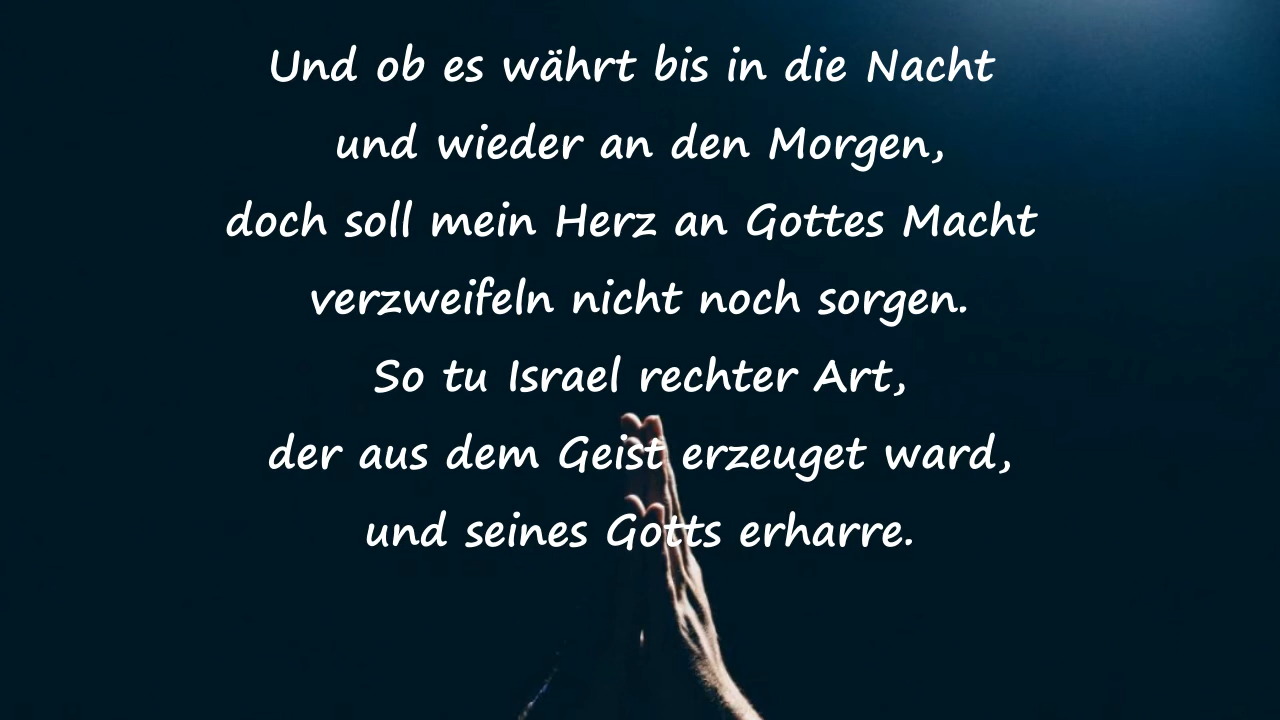 Und ob es währt bis in die Nacht
und wieder an den Morgen,
doch soll mein Herz an Gottes Macht
verzweifeln nicht noch sorgen.
So tu Israel rechter Art,
der aus dem Geist erzeuget ward,
und seines Gotts erharre.